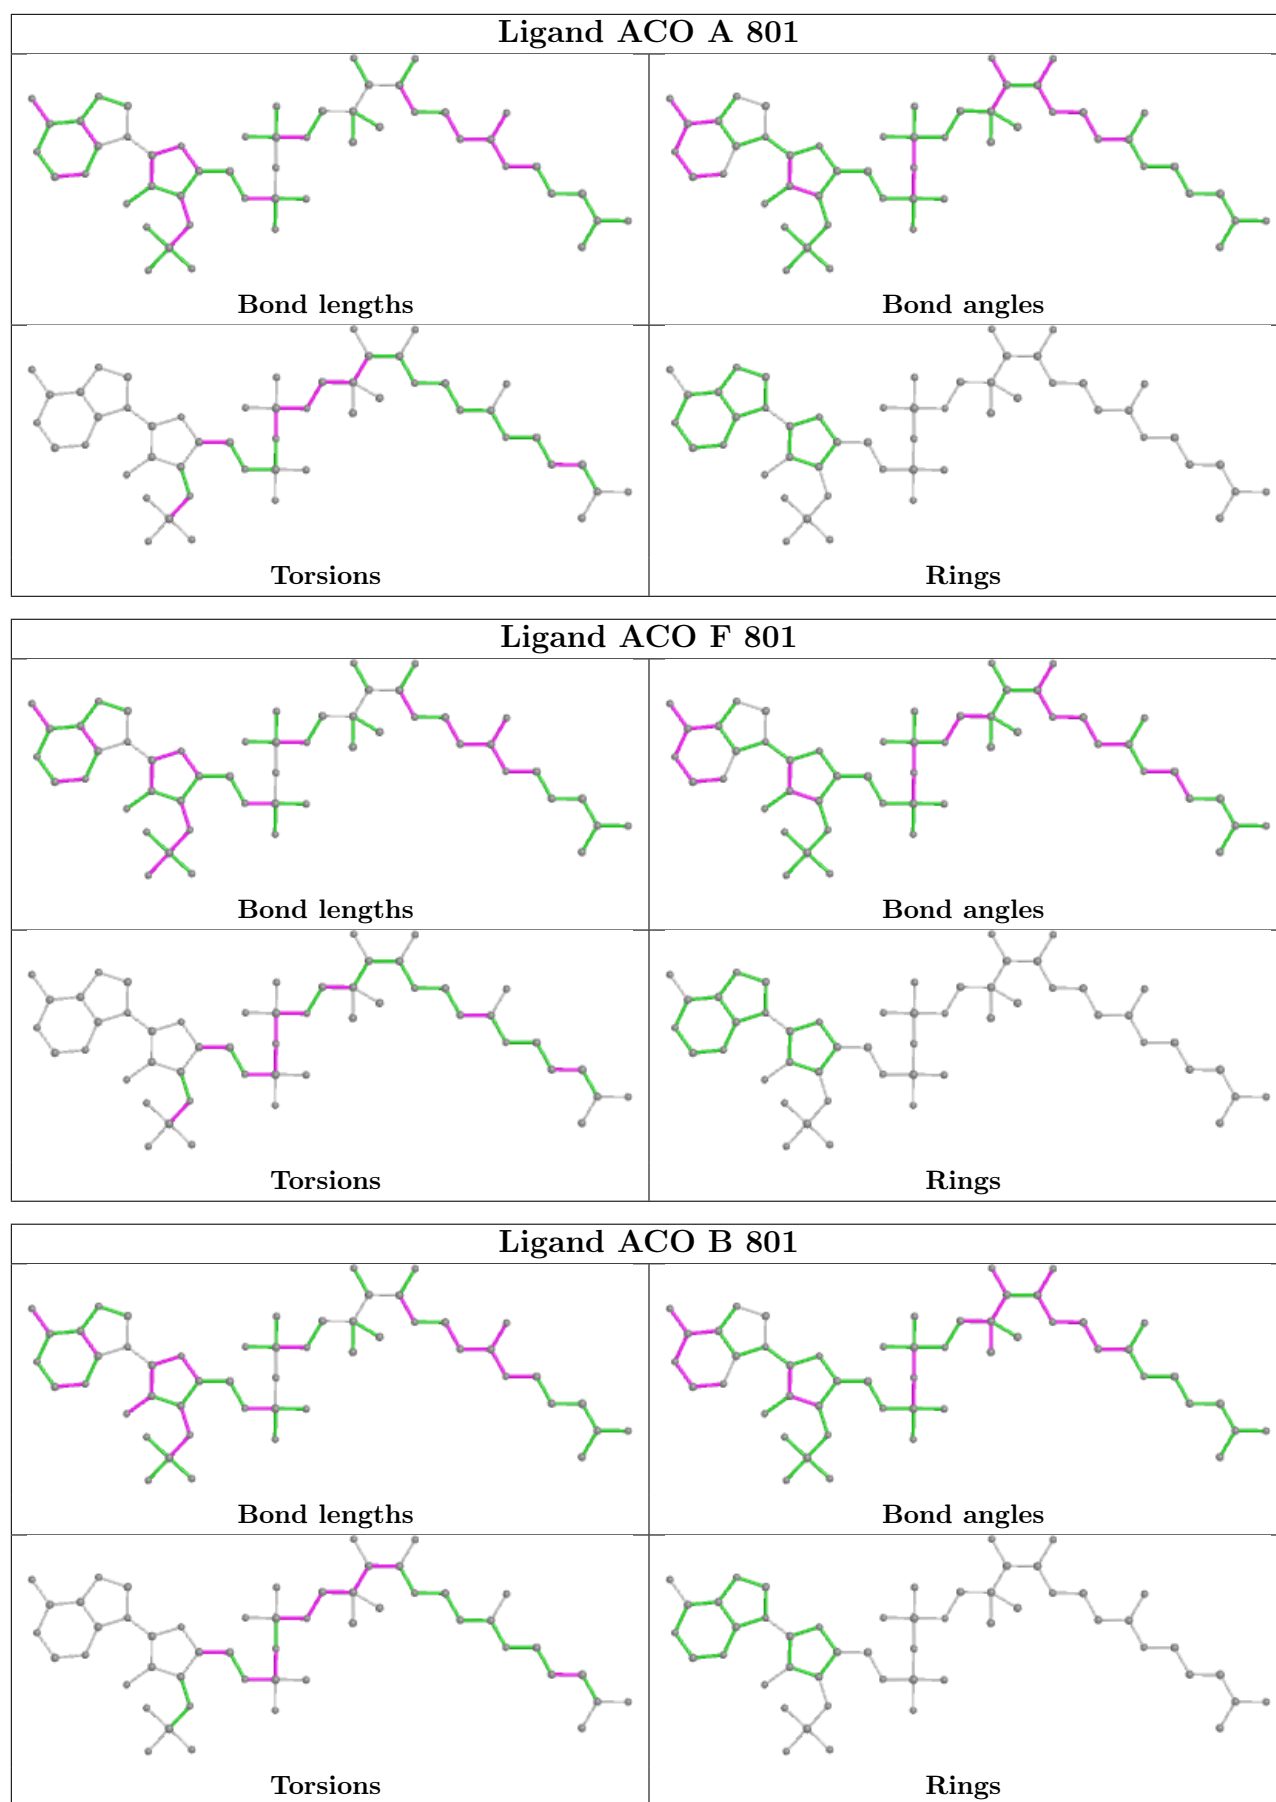 Ligand ACO A 801
Bond lengths
Bond angles
Torsions
Rings
Ligand ACO F 801
Bond lengths
Bond angles
Torsions
Rings
Ligand ACO B 801
Bond lengths
Bond angles
Torsions
Rings